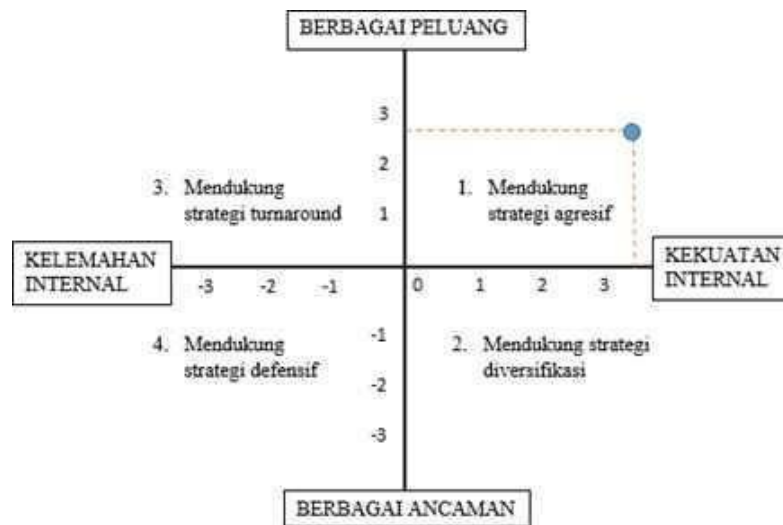 BERBAGAI PELUANG
3
2
3. Mendukung
strategi turnaround
1. Mendukung
strategi agresif
1
KELEMAHAN
INTERNAL
KEKUATAN
INTERNAL
-3 -2 -1 0 1 2 3
-1
4. Mendukung
strategi defensif
2. Mendukung strategi
diversifikasi
-2
-3
BERBAGAI ANCAMAN